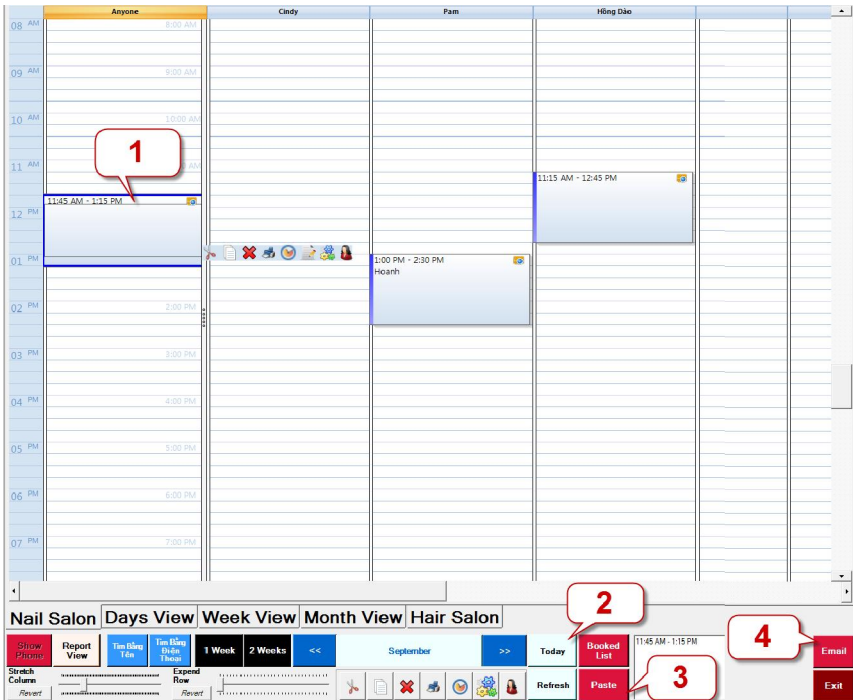 Anyone Cindy Pam Hồng Đào
08 AM 8:00 AM
09 AM 9:00 AM
10 AM 10:00 AM
1
11 AM AM
11:15 AM - 12:45 PM
11:45 AM - 1:15 PM
12 PM
01 PM
1:00 PM - 2:30 PM
Hoanh
02 PM 2:00 PM
03 PM 3:00 PM
04 PM 4:00 PM
05 PM 5:00 PM
06 PM 6:00 PM
07 PM 7:00 PM
2
Nail Salon Days View Week View Month View Hair Salon
Show Phone
Report View
Tìm Bằng Tên
Tìm Bằng Điện Thoại
1 Week
2 Weeks
<<
September
>>
Today
Booked List
11:45 AM - 1:15 PM
4
Email
Stretch Column
Revert
Expend Row
Revert
Refresh
Paste
3
Exit